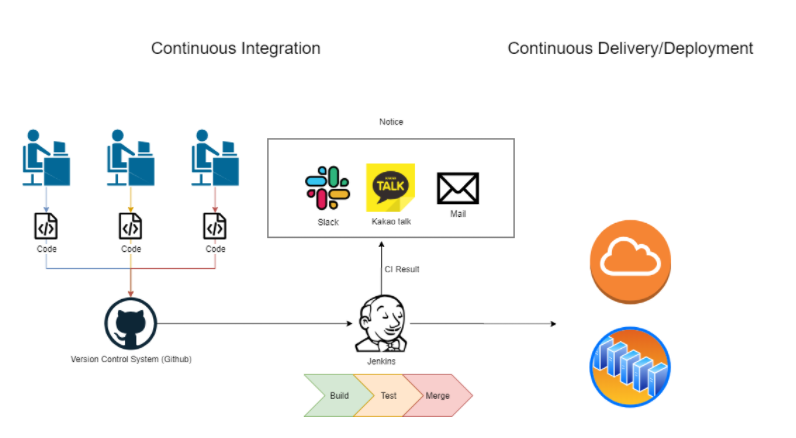 Continuous Integration
Continuous Delivery/Deployment
Notice
TALK
Slack
Kakao talk
Mail
Code
Code
Code
CI Result
Version Control System (Github)
Jenkins
Build
Test
Merge